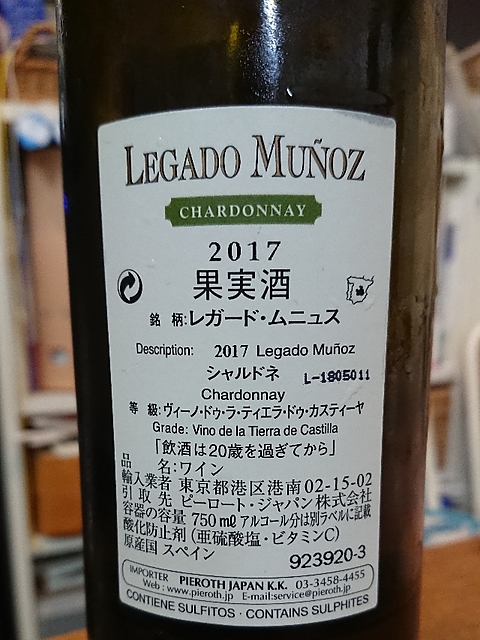 LEGADO MUÑOZ
CHARDONNAY
2017
果実酒
銘 柄:レガード・ムニュス
Description: 2017 Legado Muñoz
シャルドネ L-1805011
Chardonnay
等 級:ヴィーノ・ドゥ・ラ・ティエラ・ドゥ・カスティーヤ
Grade: Vino de la Tierra de Castilla
「飲酒は20歳を過ぎてから」
品 名:ワイン
輸入業者 東京都港区港南02-15-02
引 取 先 ピーロート・ジャパン株式会社
容器の容量 750㎖ アルコール分は別ラベルに記載
酸化防止剤(亜硫酸塩・ビタミンC)
原産国 スペイン 923920-3
IMPORTER PIEROTH JAPAN K.K. 03-3458-4455
Web : www.pieroth.jp E-mail:service@pieroth.jp
CONTIENE SULFITOS · CONTAINS SULPHITES